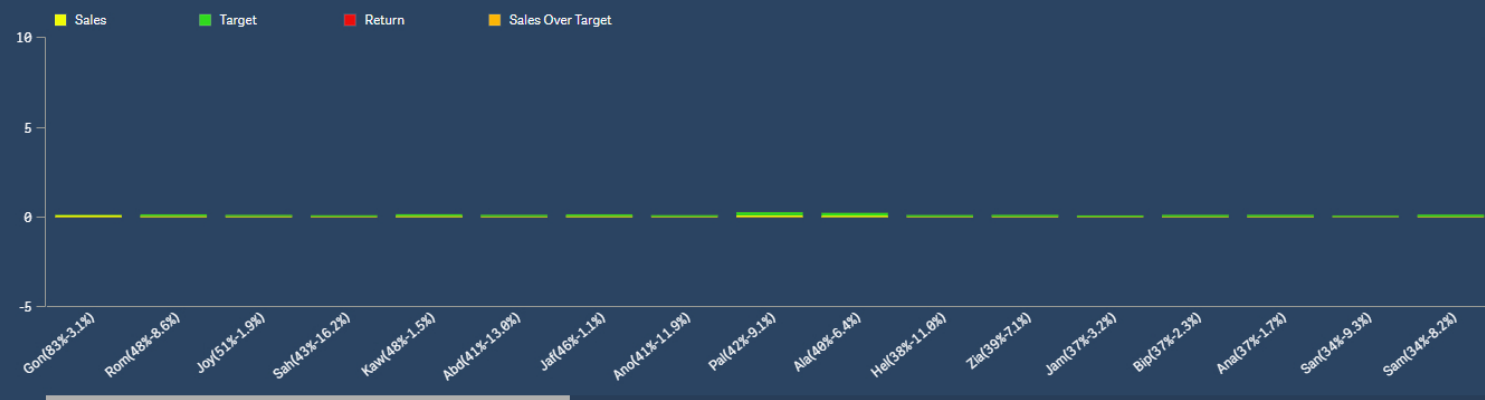 Sales Target Return Sales Over Target
10
5
0
-5
Gon(83%-3.1%)
Rom(48%-8.6%)
Joy(51%-1.9%)
Sah(43%-16.2%)
Kaw(48%-1.5%)
Abd(41%-13.0%)
Jaf(46%-1.1%)
Ano(41%-11.9%)
Pal(42%-9.1%)
Ala(40%-6.4%)
Hel(38%-11.0%)
Zia(39%-7.1%)
Jam(37%-3.2%)
Bip(37%-2.3%)
Ana(37%-1.7%)
San(34%-9.3%)
Sam(34%-8.2%)